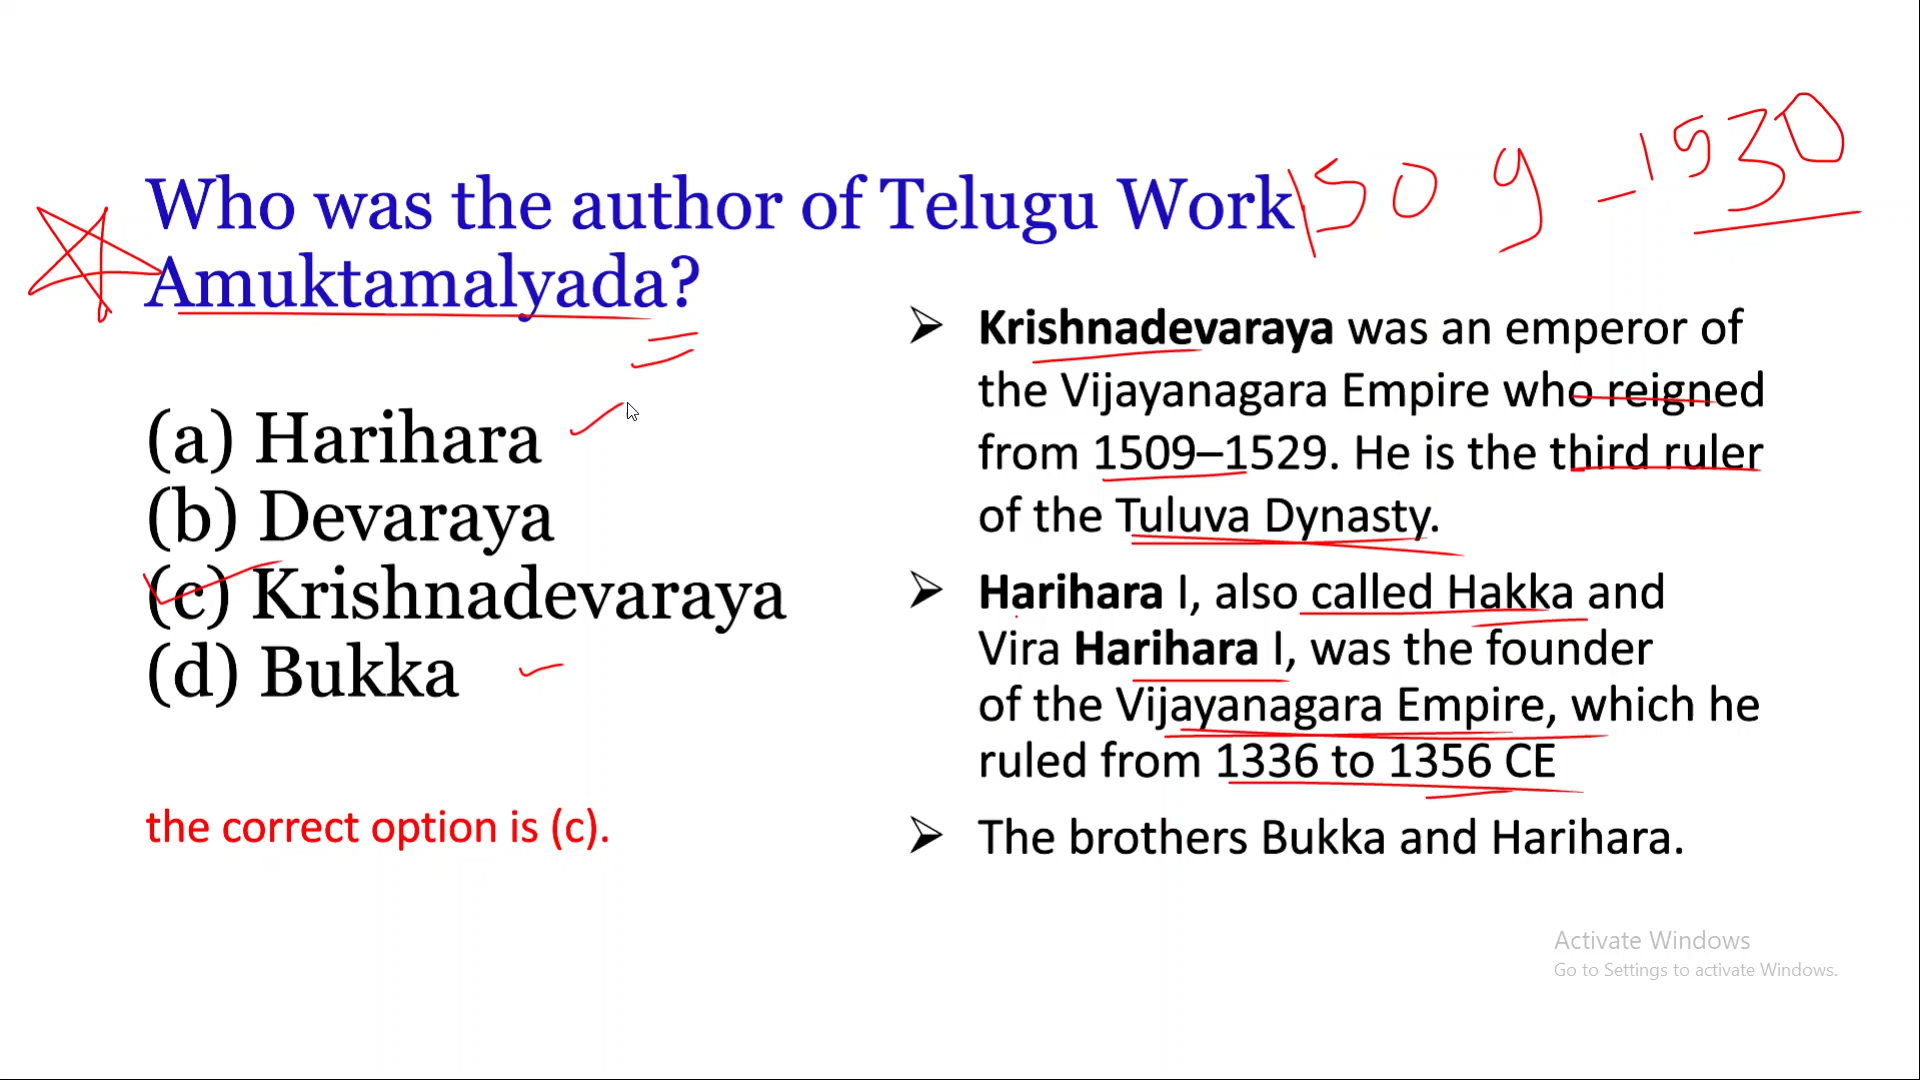 Who was the author of Telugu Work
Amuktamalyada?
1509 - 1530
(a) Harihara
(b) Devaraya
(c) Krishnadevaraya
(d) Bukka
the correct option is (c).
➢ Krishnadevaraya was an emperor of
the Vijayanagara Empire who reigned
from 1509–1529. He is the third ruler
of the Tuluva Dynasty.
➢ Harihara I, also called Hakka and
Vira Harihara I, was the founder
of the Vijayanagara Empire, which he
ruled from 1336 to 1356 CE
➢ The brothers Bukka and Harihara.
Activate Windows
Go to Settings to activate Windows.